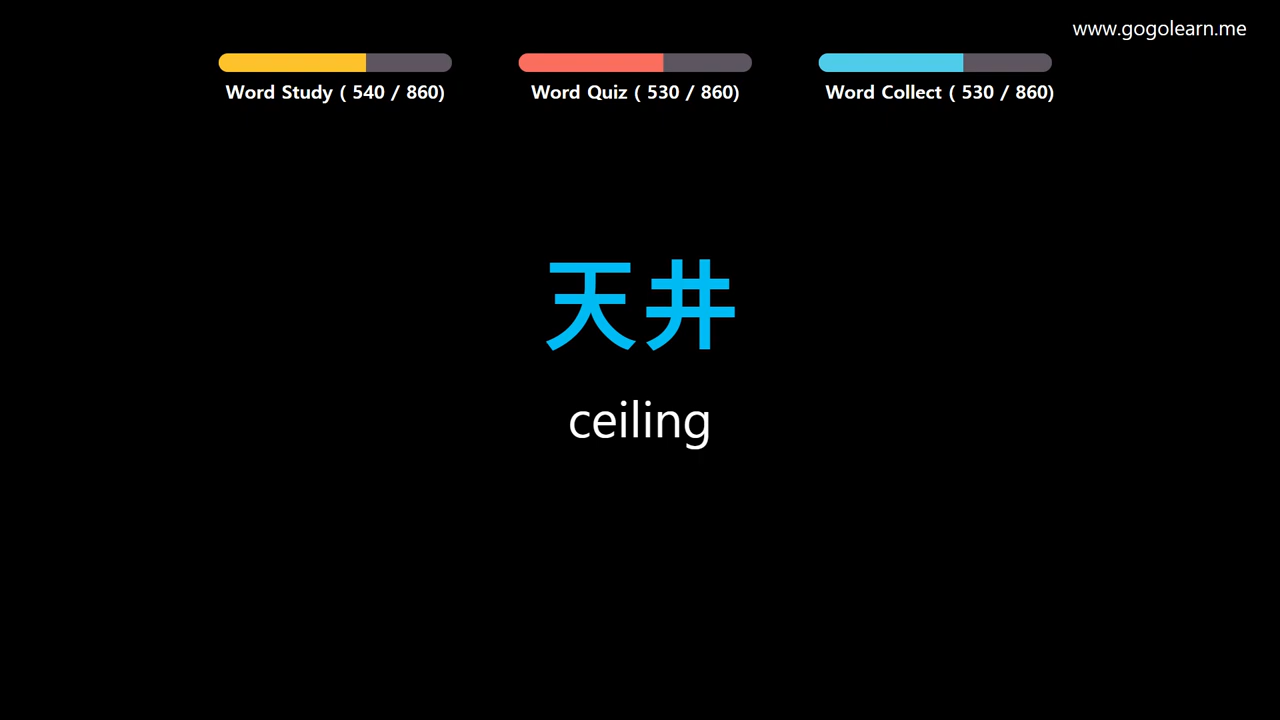 www.gogolearn.me
Word Study ( 540 / 860)
Word Quiz ( 530 / 860)
Word Collect ( 530 / 860)
天井
ceiling